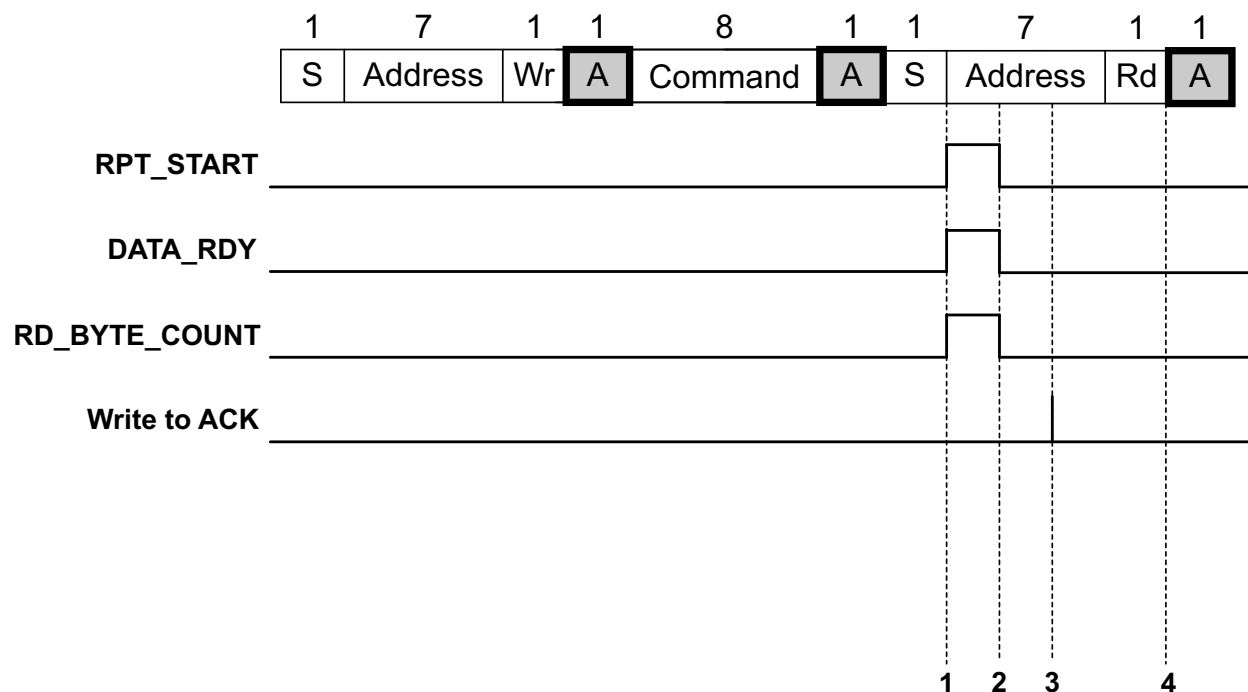 1 7 1 1 8 1 1 7 1 1
S Address Wr A Command A S Address Rd A
RPT_START
DATA_RDY
RD_BYTE_COUNT
Write to ACK
1 2 3 4